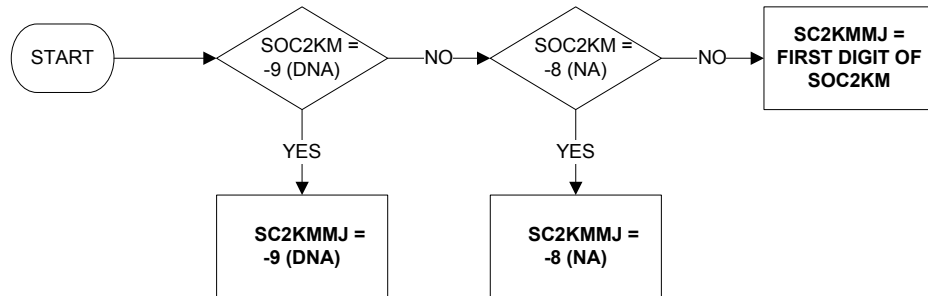 START
SOC2KM =
-9 (DNA)
NO
SOC2KM =
-8 (NA)
NO
SC2KMMJ =
FIRST DIGIT OF
SOC2KM
YES
YES
SC2KMMJ =
-9 (DNA)
SC2KMMJ =
-8 (NA)